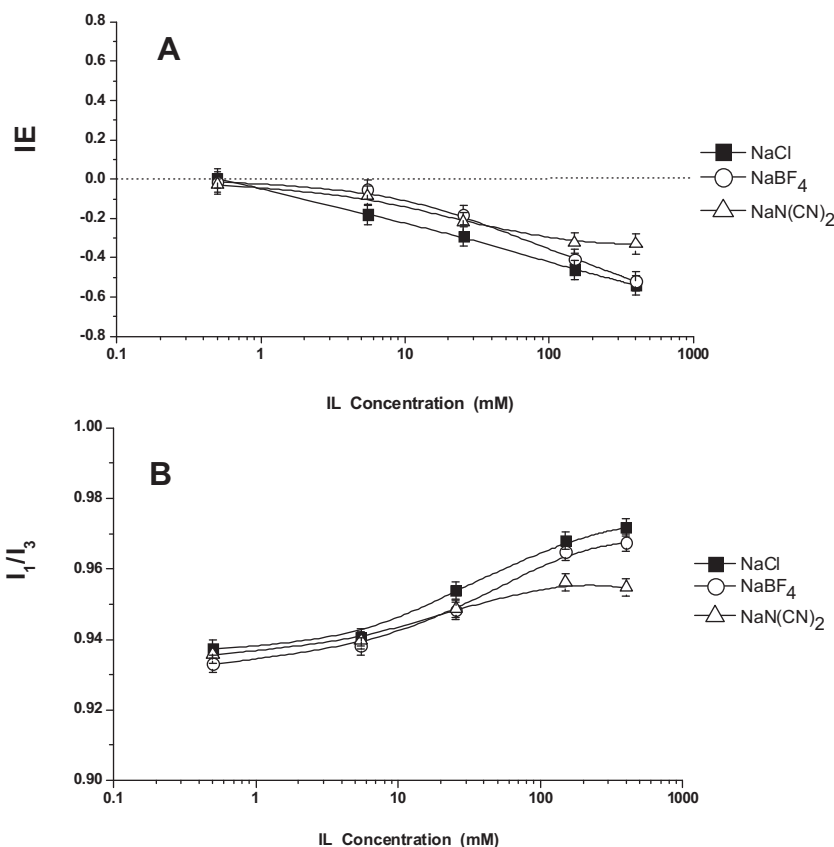 A
0.8
0.6
0.4
0.2
0.0
-0.2
-0.4
-0.6
-0.8
IE
0.1
1
10
100
1000
IL Concentration (mM)
NaCl
NaBF4
NaN(CN)2
B
1.00
0.98
0.96
0.94
0.92
0.90
I1/I3
0.1
1
10
100
1000
IL Concentration (mM)
NaCl
NaBF4
NaN(CN)2